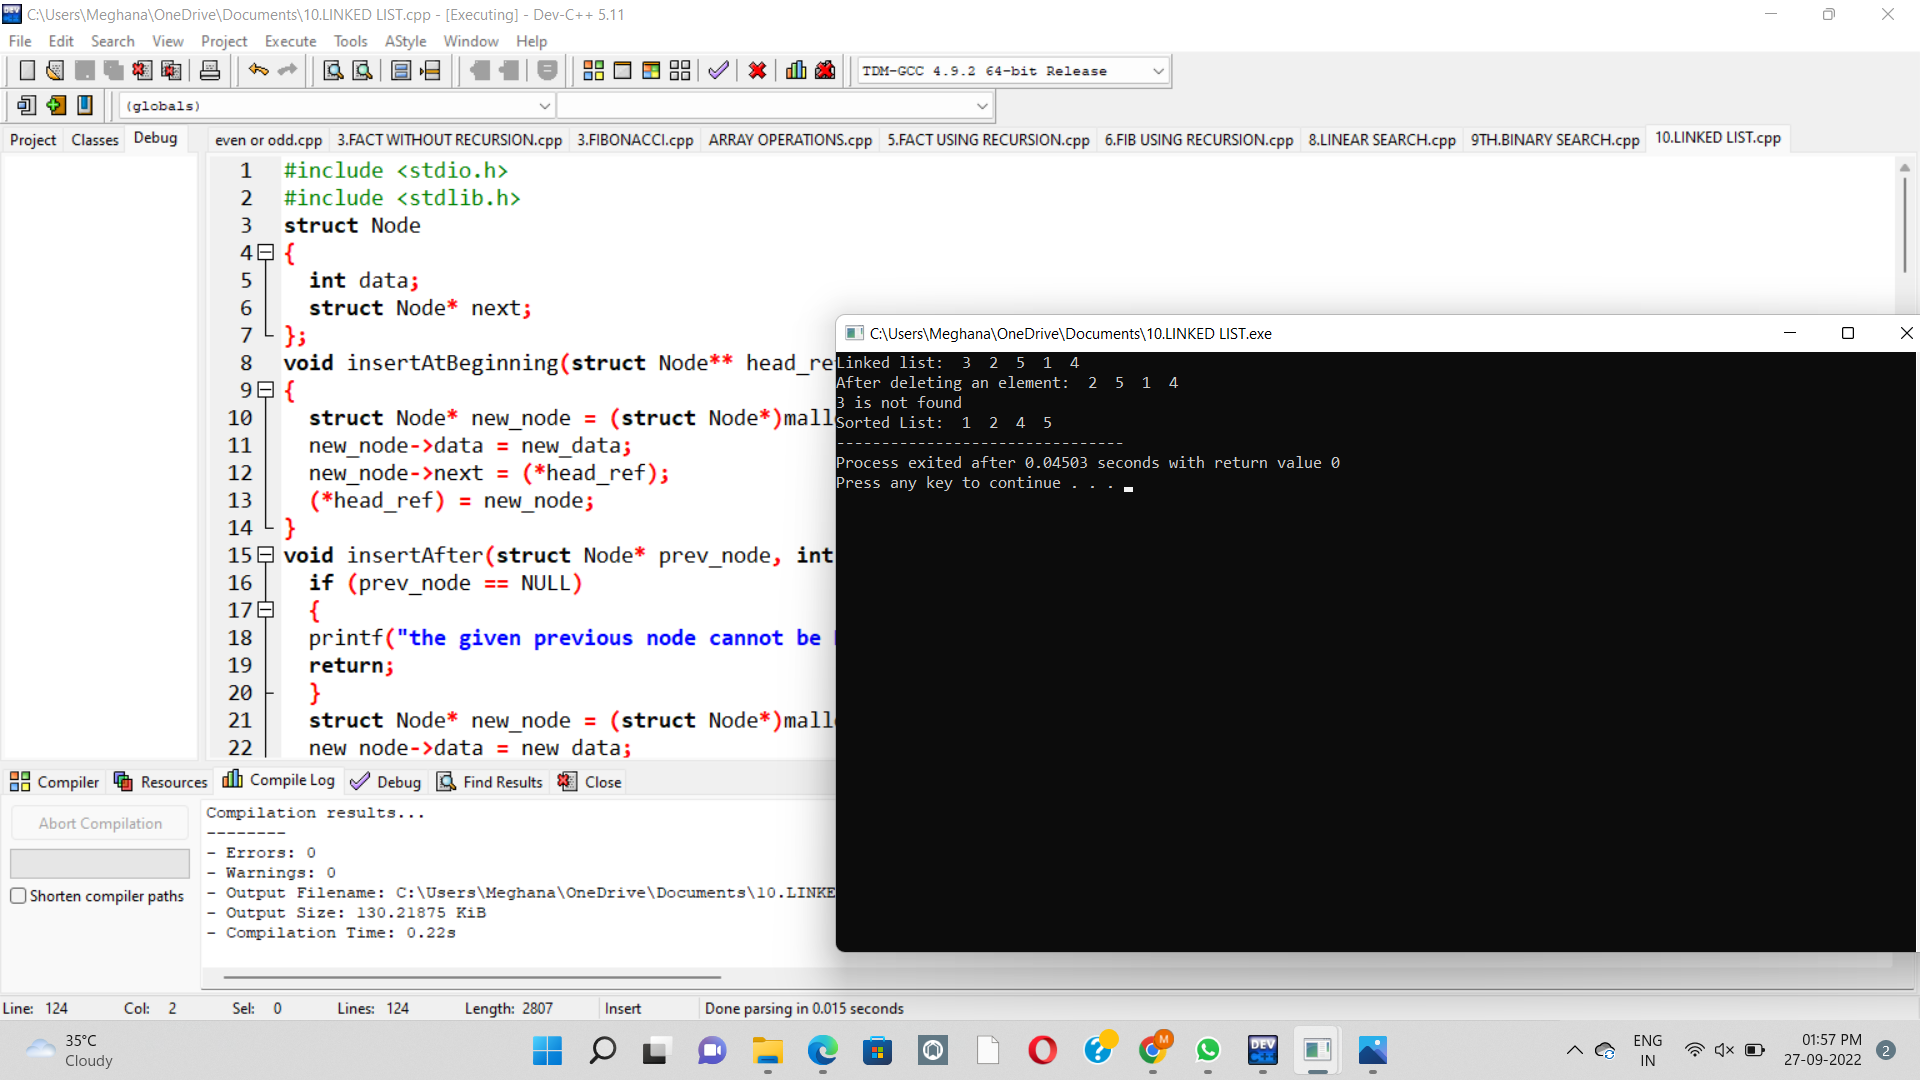 C:\Users\Meghana\OneDrive\Documents\10.LINKED LIST.cpp - [Executing] - Dev-C++ 5.11
File Edit Search View Project Execute Tools AStyle Window Help
TDM-GCC 4.9.2 64-bit Release
(globals)
Project Classes Debug
even or odd.cpp 3.FACT WITHOUT RECURSION.cpp 3.FIBONACCI.cpp ARRAY OPERATIONS.cpp 5.FACT USING RECURSION.cpp 6.FIB USING RECURSION.cpp 8.LINEAR SEARCH.cpp 9TH.BINARY SEARCH.cpp 10.LINKED LIST.cpp
1 #include <stdio.h>
2 #include <stdlib.h>
3 struct Node
4 {
5 int data;
6 struct Node* next;
7 };
8 void insertAtBeginning(struct Node** head_re
9 {
10 struct Node* new_node = (struct Node*)mall
11 new_node->data = new_data;
12 new_node->next = (*head_ref);
13 (*head_ref) = new_node;
14 }
15 void insertAfter(struct Node* prev_node, int
16 if (prev_node == NULL)
17 {
18 printf("the given previous node cannot be
19 return;
20 }
21 struct Node* new_node = (struct Node*)mall
22 new_node->data = new_data;
C:\Users\Meghana\OneDrive\Documents\10.LINKED LIST.exe
Linked list:  3  2  5  1  4
After deleting an element:  2  5  1  4
3 is not found
Sorted List:  1  2  4  5
--------------------------------
Process exited after 0.04503 seconds with return value 0
Press any key to continue . . .
Compiler Resources Compile Log Debug Find Results Close
Abort Compilation
Shorten compiler paths
Compilation results...
--------
- Errors: 0
- Warnings: 0
- Output Filename: C:\Users\Meghana\OneDrive\Documents\10.LINKE
- Output Size: 130.21875 KiB
- Compilation Time: 0.22s
Line: 124 Col: 2 Sel: 0 Lines: 124 Length: 2807 Insert Done parsing in 0.015 seconds
35°C
Cloudy
DEV
M
ENG
IN
01:57 PM
27-09-2022
2